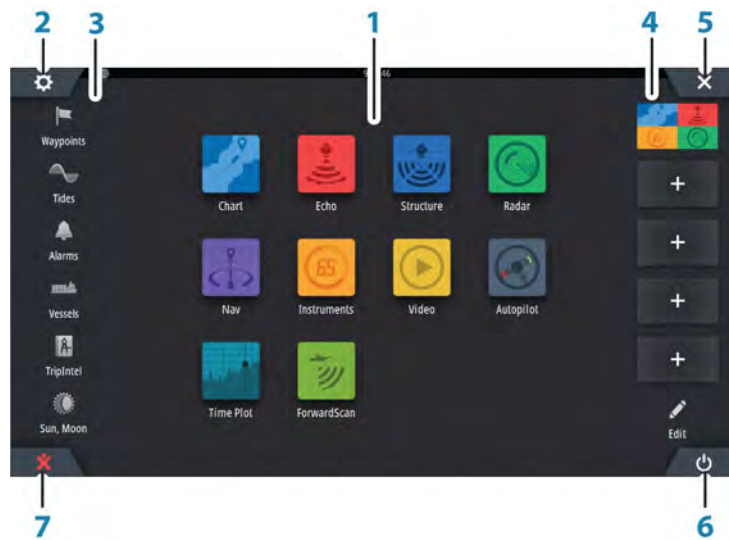 2 3 1 4 5
Waypoints
Tides
Alarms
Vessels
TripIntel
Sun, Moon
Chart Echo Structure Radar
Nav Instruments Video Autopilot
65
Time Plot ForwardScan
+
+
+
+
Edit
7 6